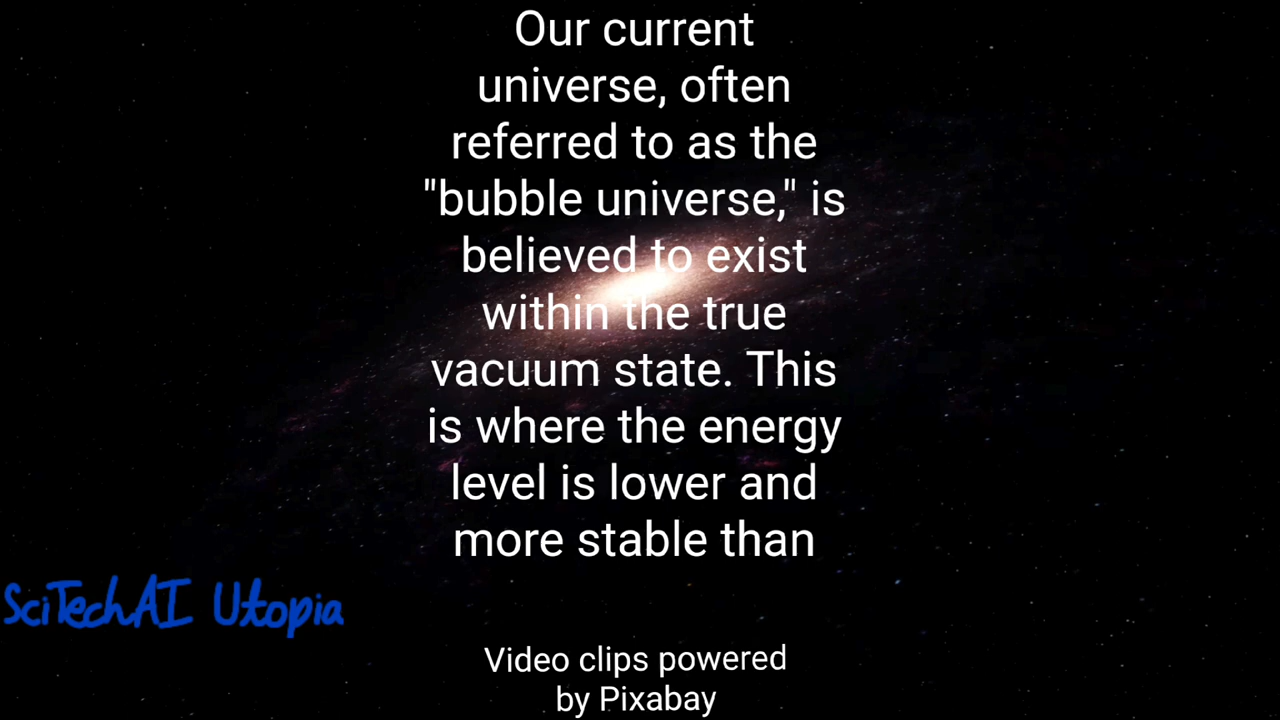 Our current
universe, often
referred to as the
"bubble universe," is
believed to exist
within the true
vacuum state. This
is where the energy
level is lower and
more stable than
SciTechAI Utopia
Video clips powered
by Pixabay